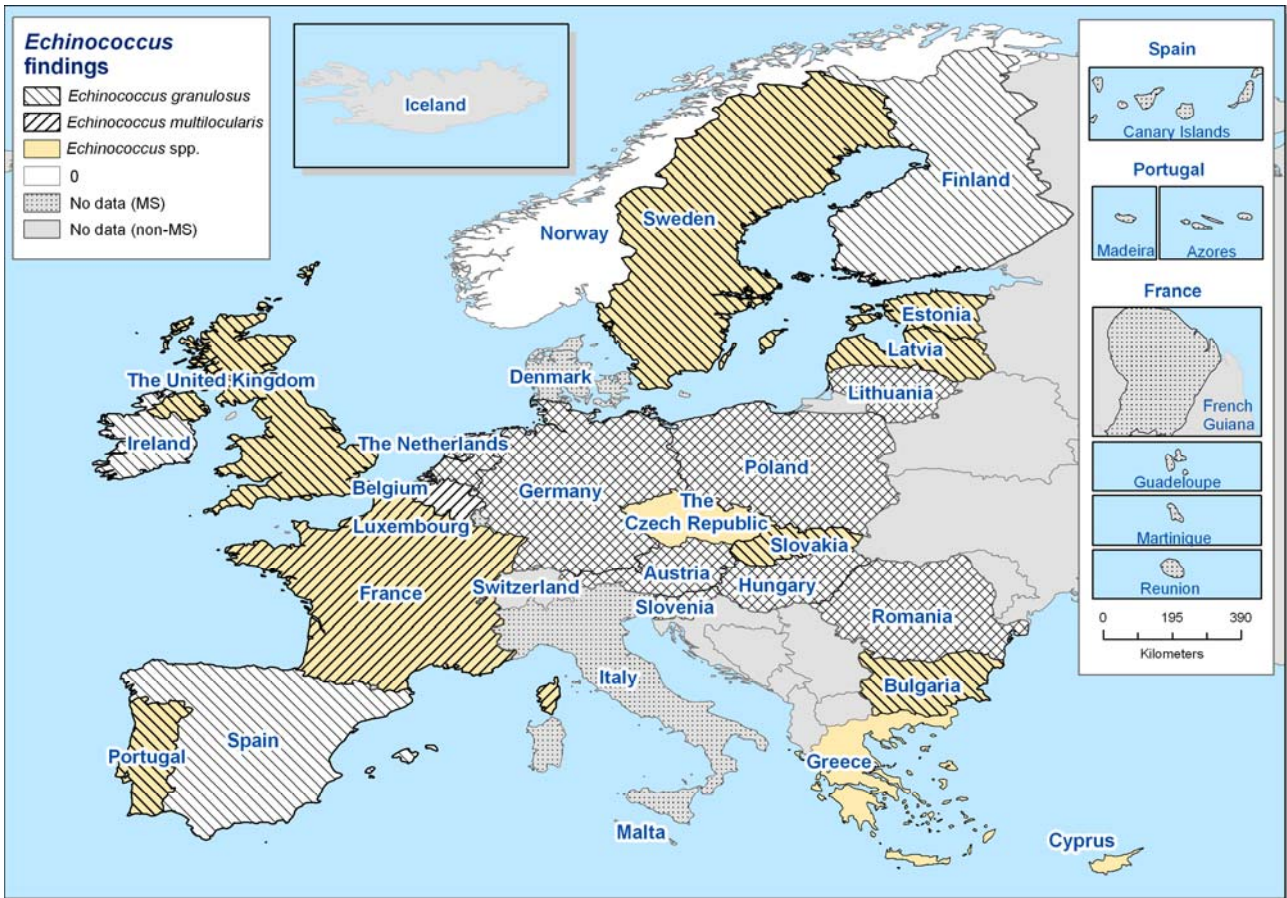 Echinococcus
findings
Echinococcus granulosus
Echinococcus multilocularis
Echinococcus spp.
0
No data (MS)
No data (non-MS)
Iceland
Spain
Canary Islands
Portugal
Madeira
Azores
France
French
Guiana
Guadeloupe
Martinique
Reunion
0 195 390
Kilometers
Finland
Sweden
Norway
Estonia
Latvia
Denmark
Lithuania
The United Kingdom
Ireland
The Netherlands
Belgium
Germany
Poland
Luxembourg
The
Czech Republic
Slovakia
France
Switzerland
Austria
Hungary
Slovenia
Romania
Italy
Bulgaria
Portugal
Spain
Greece
Malta
Cyprus